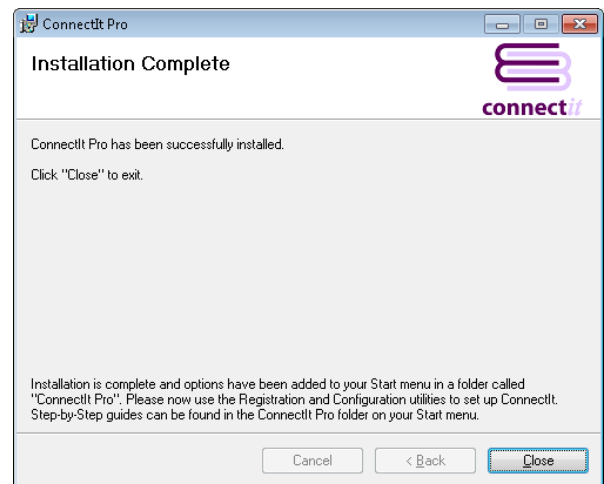 ConnectIt Pro
Installation Complete
connectit
ConnectIt Pro has been successfully installed.
Click "Close" to exit.
Installation is complete and options have been added to your Start menu in a folder called
"ConnectIt Pro". Please now use the Registration and Configuration utilities to set up ConnectIt.
Step-by-Step guides can be found in the ConnectIt Pro folder on your Start menu.
Cancel
< Back
Close